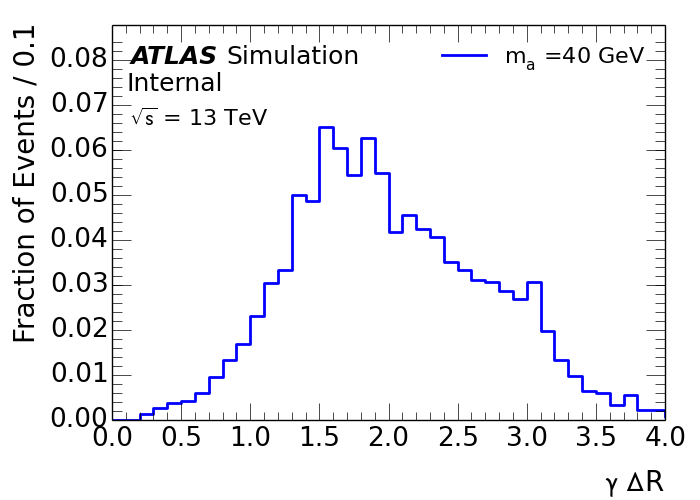 ATLAS Simulation
Internal
√s = 13 TeV
mₐ =40 GeV
Fraction of Events / 0.1
0.08
0.07
0.06
0.05
0.04
0.03
0.02
0.01
0.00
0.0 0.5 1.0 1.5 2.0 2.5 3.0 3.5 4.0
γ ΔR